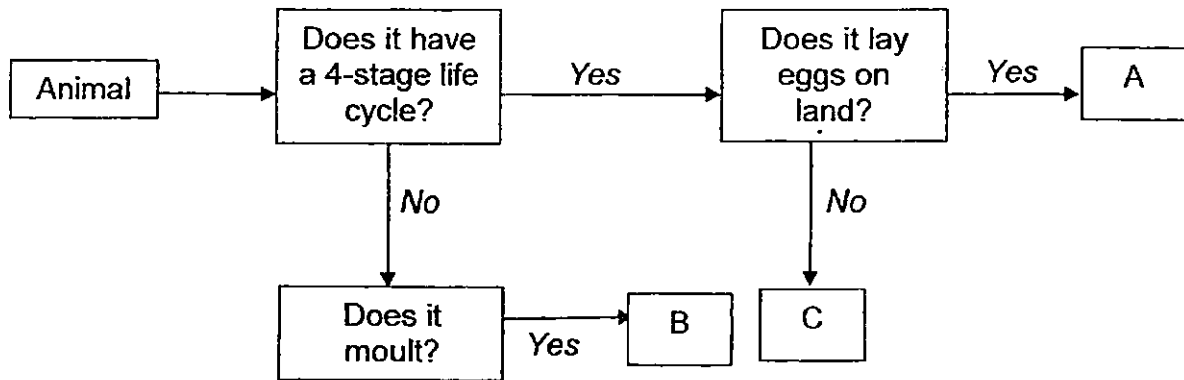 Animal
Does it have
a 4-stage life
cycle?
Yes
Does it lay
eggs on
land?
Yes
A
No
No
Does it
moult?
Yes
B
C